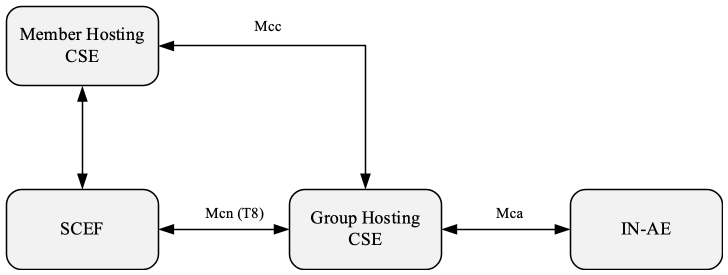 Member Hosting
CSE
Mcc
SCEF
Mcn (T8)
Group Hosting
CSE
Mca
IN-AE